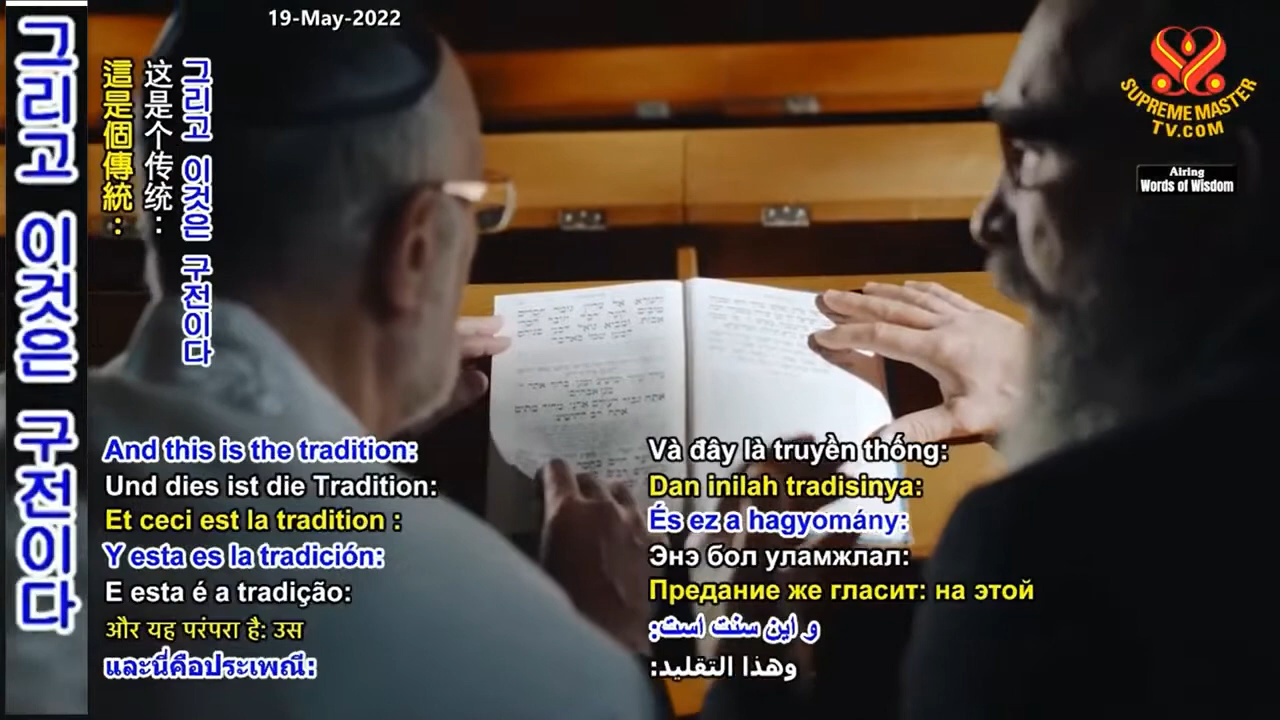 19-May-2022
그리고 이것은 구전이다
這是個傳統：
这是个传统：
그리고 이것은 구전이다
SUPREME MASTER
TV.COM
Airing
Words of Wisdom
And this is the tradition:
Und dies ist die Tradition:
Et ceci est la tradition :
Y esta es la tradición:
E esta é a tradição:
और यह परंपरा है: उस
และนี่คือประเพณี:
Và đây là truyền thống:
Dan inilah tradisinya:
És ez a hagyomány:
Энэ бол уламжлал:
Предание же гласит: на этой
و این سنت است:
وهذا التقليد: